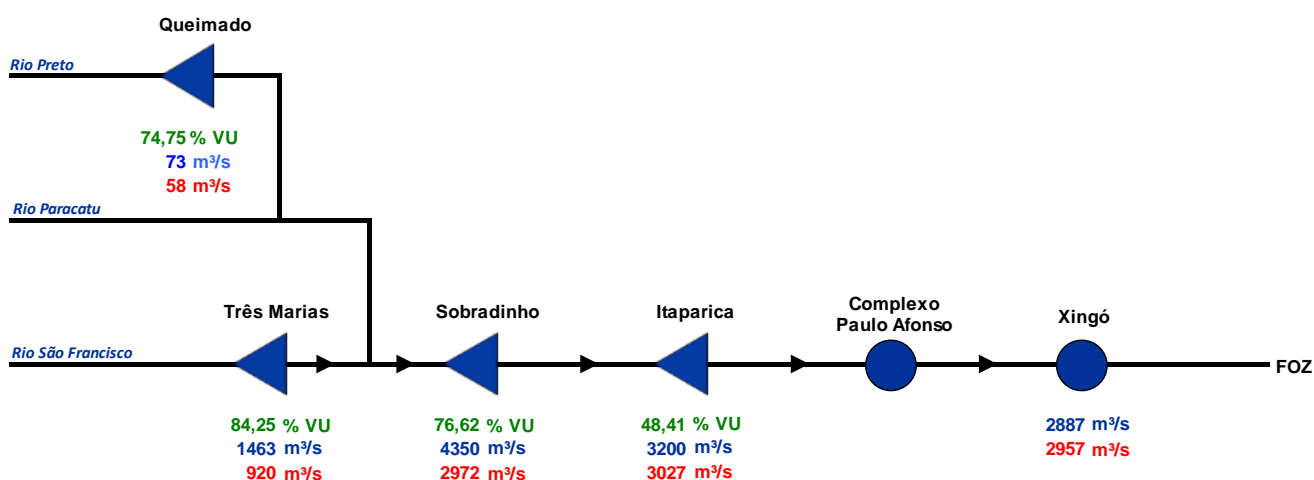 Queimado
Rio Preto
74,75 % VU
73 m³/s
58 m³/s
Rio Paracatu
Três Marias
Sobradinho
Itaparica
Complexo
Paulo Afonso
Xingó
Rio São Francisco
FOZ
84,25 % VU
1463 m³/s
920 m³/s
76,62 % VU
4350 m³/s
2972 m³/s
48,41 % VU
3200 m³/s
3027 m³/s
2887 m³/s
2957 m³/s